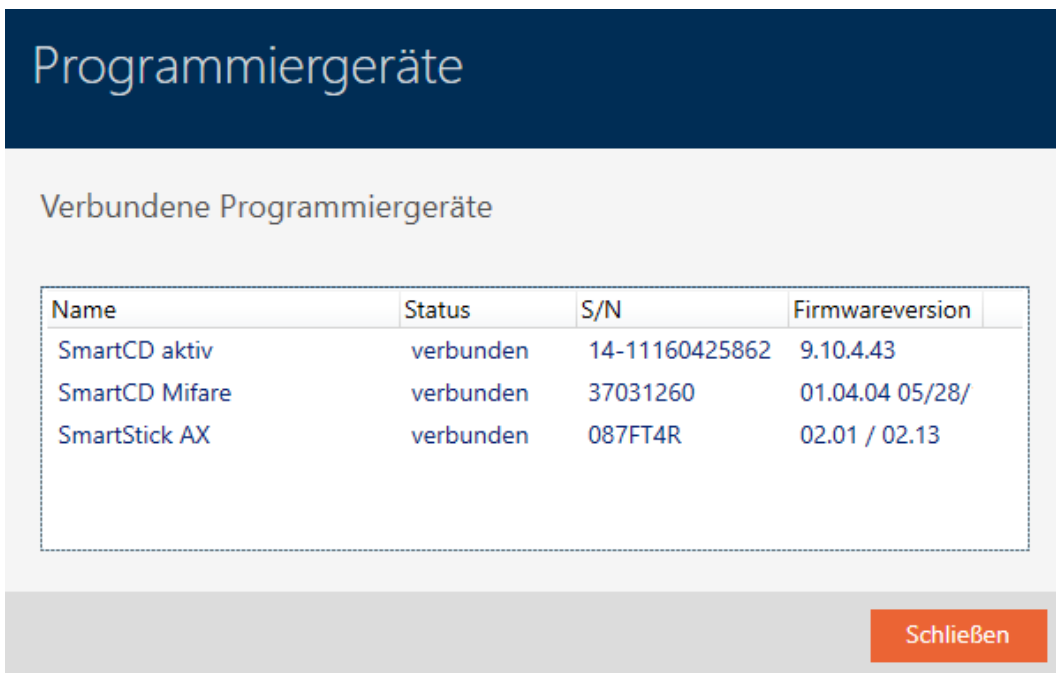 Programmiergeräte
Verbundene Programmiergeräte
Name Status S/N Firmwareversion
SmartCD aktiv verbunden 14-11160425862 9.10.4.43
SmartCD Mifare verbunden 37031260 01.04.04 05/28/
SmartStick AX verbunden 087FT4R 02.01 / 02.13
Schließen